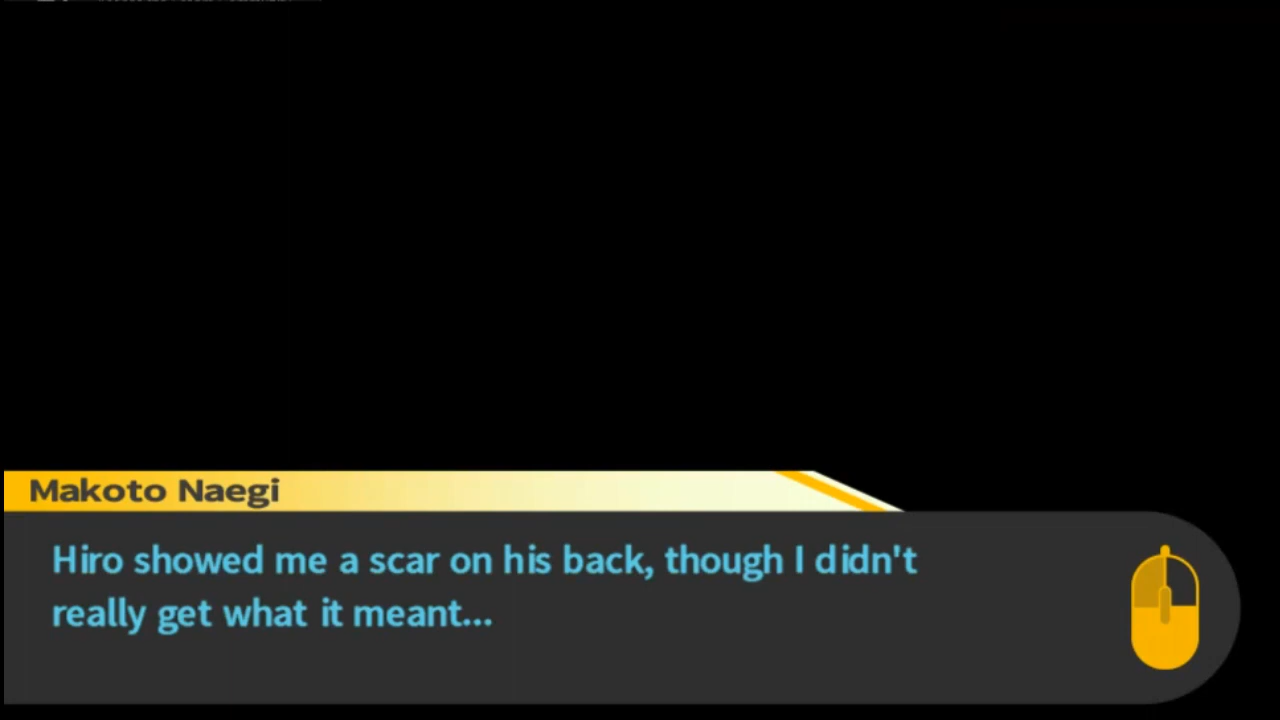 Makoto Naegi
Hiro showed me a scar on his back, though I didn't
really get what it meant...